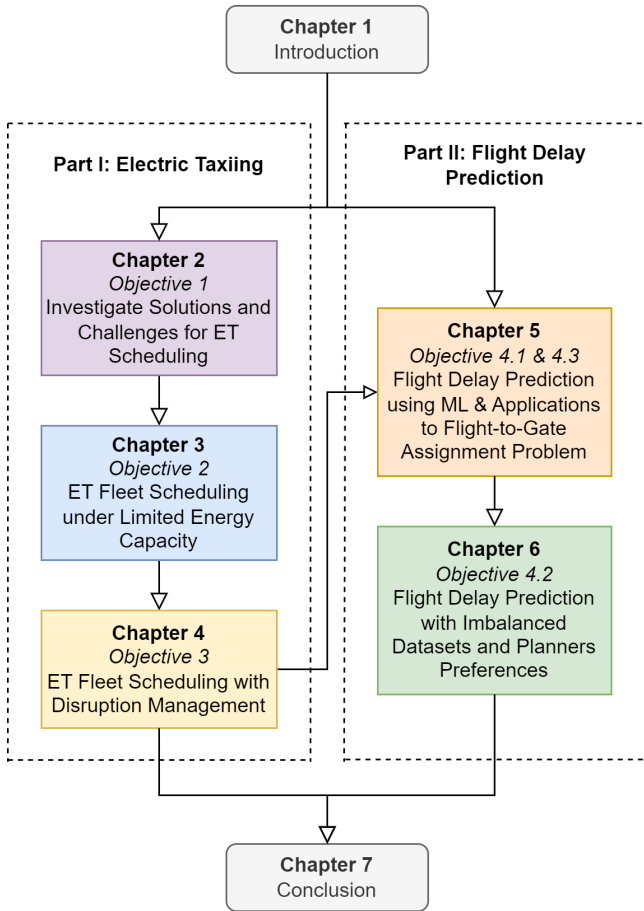 Chapter 1
Introduction
Part I: Electric Taxiing
Part II: Flight Delay
Prediction
Chapter 2
Objective 1
Investigate Solutions and
Challenges for ET
Scheduling
Chapter 3
Objective 2
ET Fleet Scheduling
under Limited Energy
Capacity
Chapter 4
Objective 3
ET Fleet Scheduling with
Disruption Management
Chapter 5
Objective 4.1 & 4.3
Flight Delay Prediction
using ML & Applications
to Flight-to-Gate
Assignment Problem
Chapter 6
Objective 4.2
Flight Delay Prediction
with Imbalanced
Datasets and Planners
Preferences
Chapter 7
Conclusion